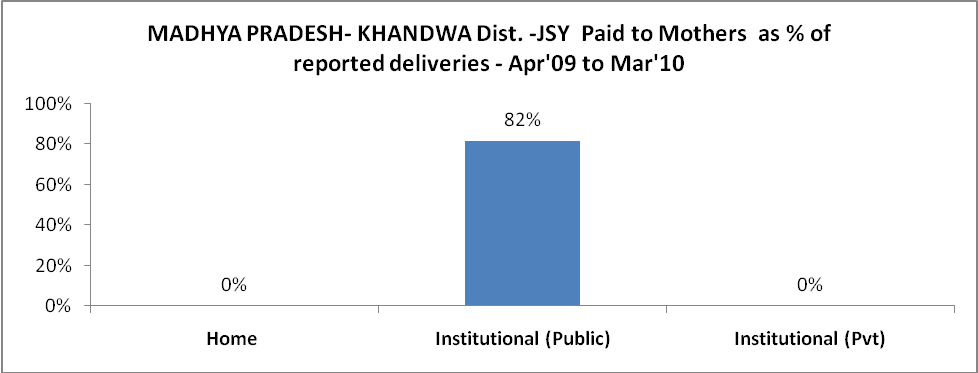 MADHYA PRADESH- KHANDWA Dist. -JSY  Paid to Mothers  as % of
reported deliveries - Apr'09 to Mar'10
100%
80%
60%
40%
20%
0%
0%
82%
0%
Home
Institutional (Public)
Institutional (Pvt)